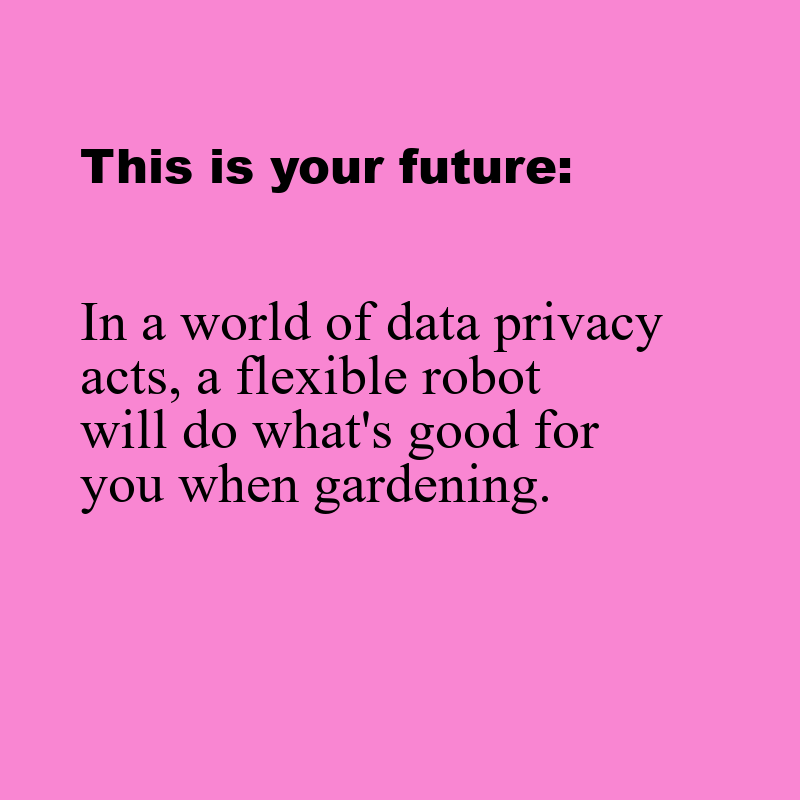 This is your future:
In a world of data privacy
acts, a flexible robot
will do what's good for
you when gardening.